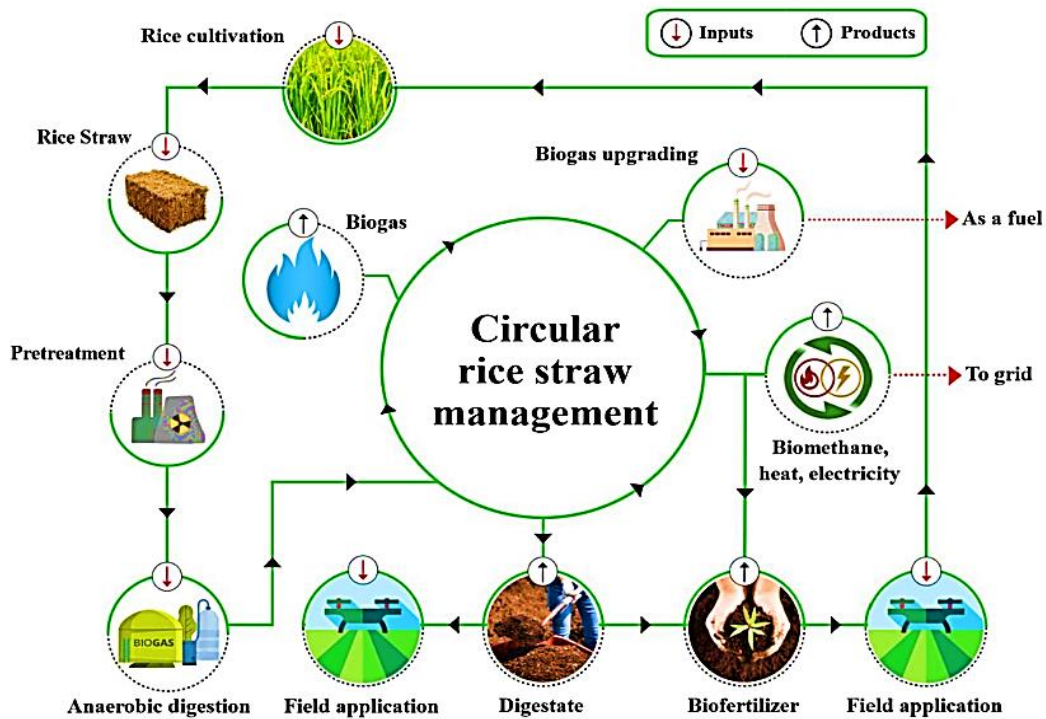 Rice cultivation
Inputs
Products
Rice Straw
Biogas upgrading
Biogas
As a fuel
Circular
rice straw
management
Pretreatment
To grid
Biomethane,
heat, electricity
BIOGAS
Anaerobic digestion
Field application
Digestate
Biofertilizer
Field application